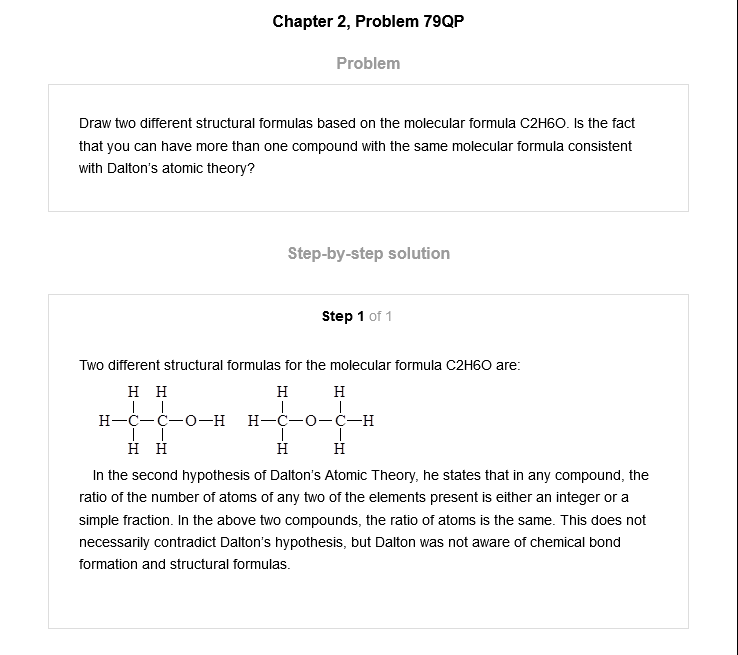 Chapter 2, Problem 79QP
Problem
Draw two different structural formulas based on the molecular formula C2H6O. Is the fact
that you can have more than one compound with the same molecular formula consistent
with Dalton's atomic theory?
Step-by-step solution
Step 1 of 1
Two different structural formulas for the molecular formula C2H6O are:
H H H H
H—C—C—O—H H—C—O—C—H
H H H H
In the second hypothesis of Dalton's Atomic Theory, he states that in any compound, the
ratio of the number of atoms of any two of the elements present is either an integer or a
simple fraction. In the above two compounds, the ratio of atoms is the same. This does not
necessarily contradict Dalton's hypothesis, but Dalton was not aware of chemical bond
formation and structural formulas.